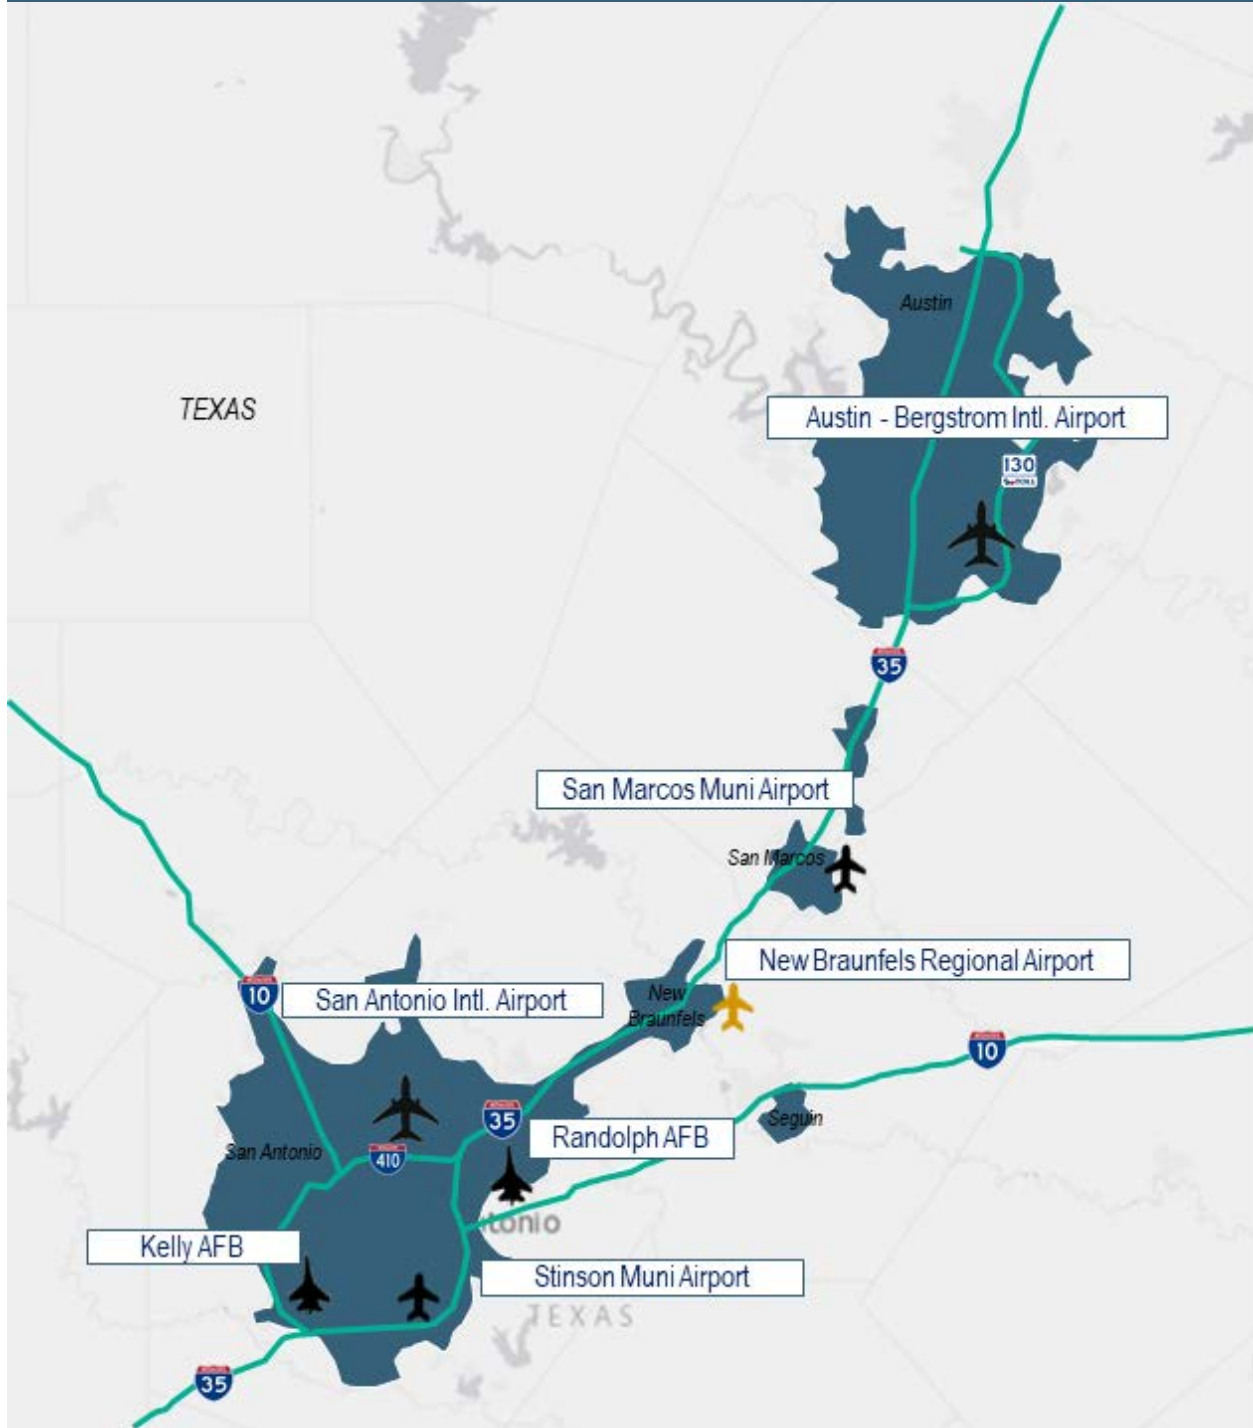 Austin
TEXAS
Austin - Bergstrom Intl. Airport
130
TOLL
35
San Marcos Muni Airport
San Marcos
New Braunfels Regional Airport
10
San Antonio Intl. Airport
New
Braunfels
10
35
Seguin
Randolph AFB
San Antonio
410
tonio
Kelly AFB
Stinson Muni Airport
TEXAS
35